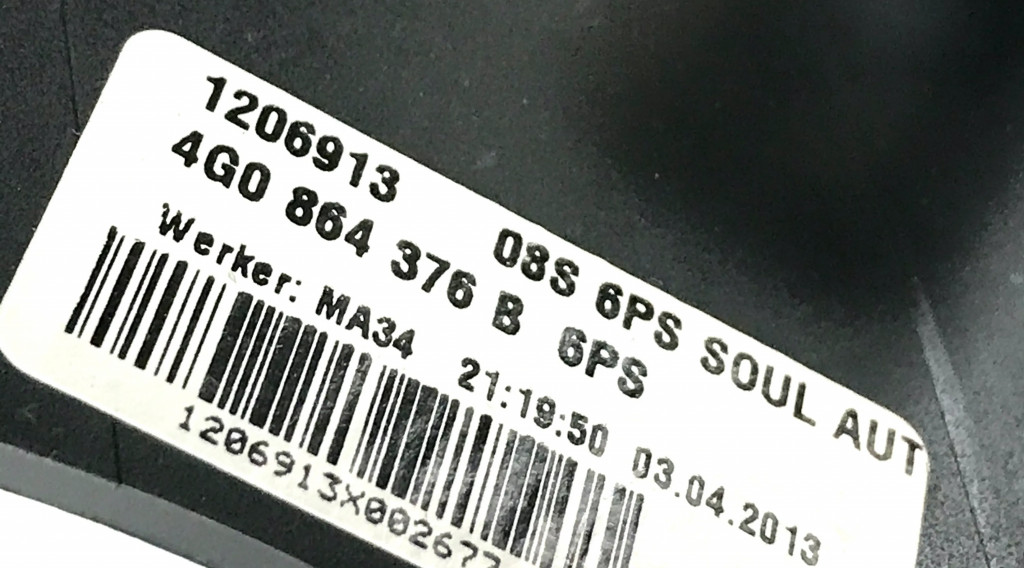 1206913 08S 6PS SOUL AUT
4G0 864 376 B 6PS
Werker: MA34 21:19:50 03.04.2013
1206913X002677